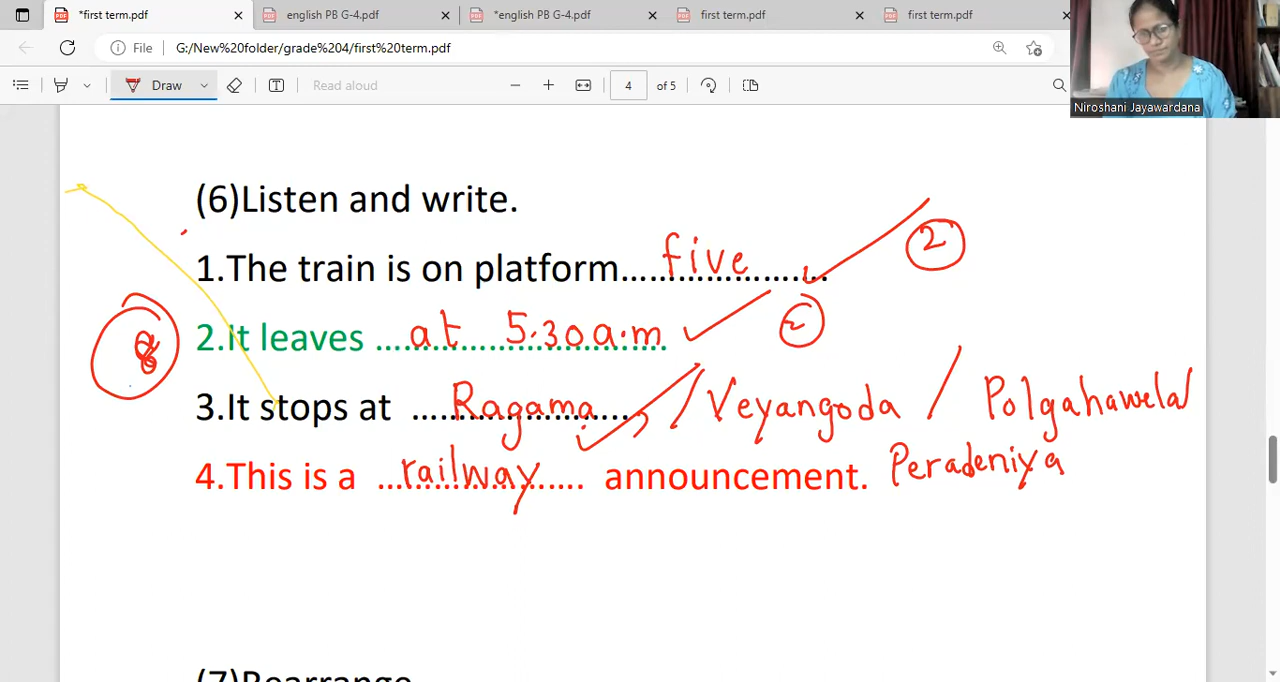 *first term.pdf english PB G-4.pdf *english PB G-4.pdf first term.pdf first term.pdf
File G:/New%20folder/grade%204/first%20term.pdf
Draw Read aloud 4 of 5
Niroshani Jayawardana
(6)Listen and write.
1.The train is on platform......five...... 2
2.It leaves ...at 5.30 a.m... 2
8
3.It stops at ...Ragama... / Veyangoda / Polgahawela/
4.This is a ...railway... announcement. Peradeniya
(7)Rearrange